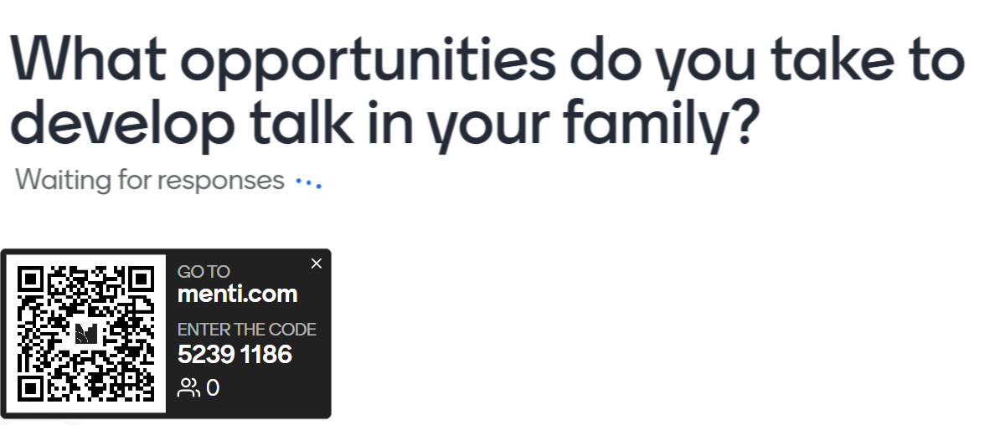 What opportunities do you take to
develop talk in your family?
Waiting for responses
GO TO
menti.com
ENTER THE CODE
5239 1186
0